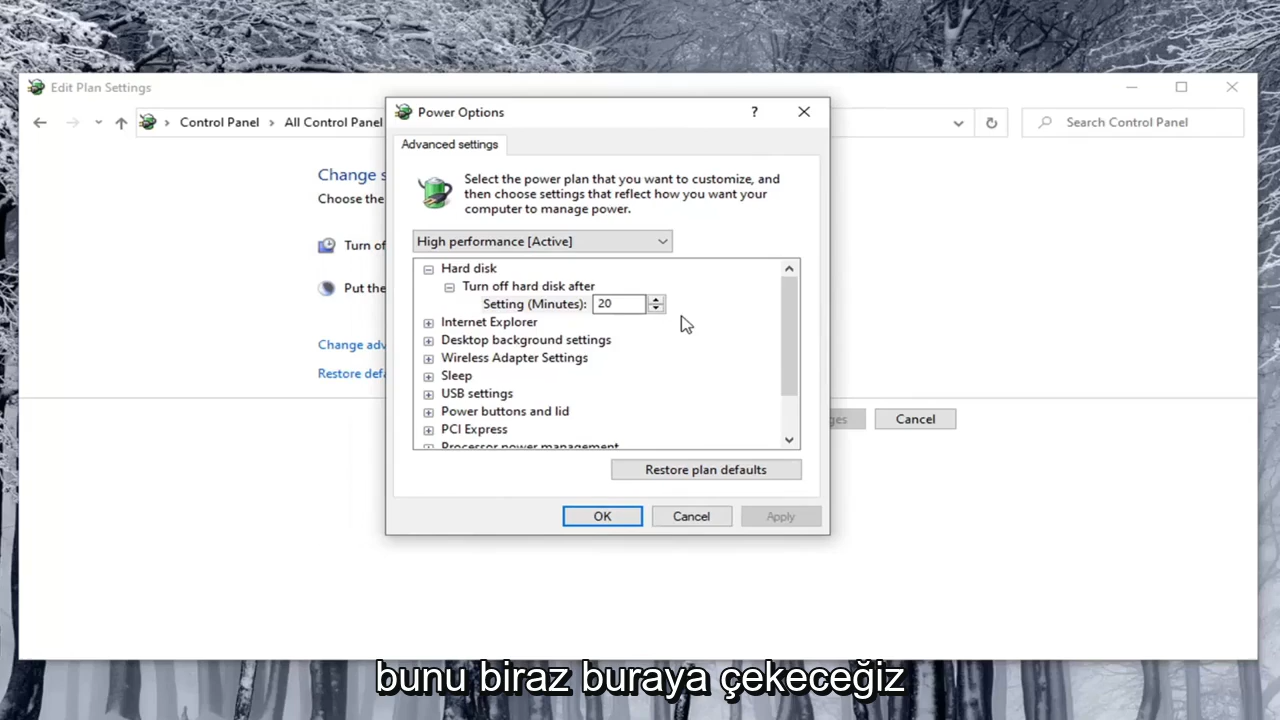 Edit Plan Settings
Control Panel > All Control Panel
Search Control Panel
Change s
Choose the
Turn of
Put the
Change adv
Restore defa
Cancel
Power Options
?
Advanced settings
Select the power plan that you want to customize, and
then choose settings that reflect how you want your
computer to manage power.
High performance [Active]
Hard disk
Turn off hard disk after
Setting (Minutes): 20
Internet Explorer
Desktop background settings
Wireless Adapter Settings
Sleep
USB settings
Power buttons and lid
PCI Express
Processor power management
Restore plan defaults
OK Cancel Apply
bunu biraz buraya çekeceğiz